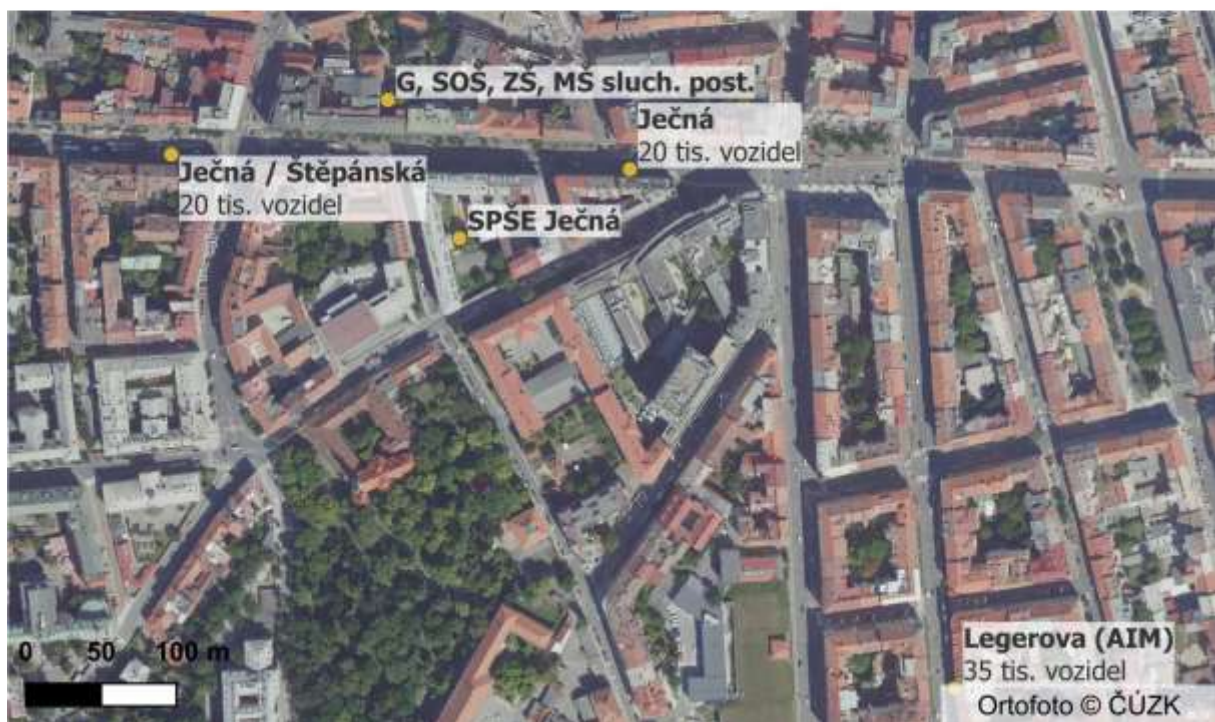 G, SOŠ, ZŠ, MŠ sluch. post.
Ječná
20 tis. vozidel
Ječná / Štěpánská
20 tis. vozidel
SPŠE Ječná
Legerova (AIM)
35 tis. vozidel
0 50 100 m
Ortofoto © ČÚZK